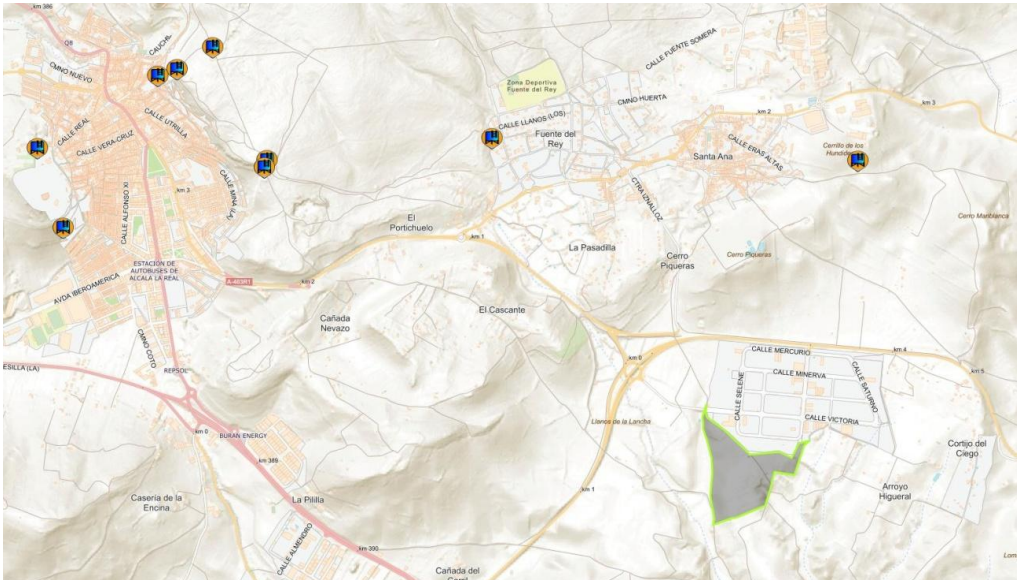 km 386
CAUCHIL
CMNO NUEVO
CALLE REAL
CALLE VERA-CRUZ
CALLE UTRILLA
CALLE MINA (LA)
km 3
CALLE ALFONSO XI
ESTACIÓN DE
AUTOBUSES DE
ALCALÁ LA REAL
AVDA IBEROAMERICA
CMNO COTO
REPSOL
km 0
BURAN ENERGY
km 389
km 390
La Pililla
CALLE ALMENDRO
Casería de la
Encina
Cañada del
A-403R1
km 2
Cañada
Nevazo
El
Portichuelo
km 1
El Cascante
La Pasadilla
Zona Deportiva
Fuente del Rey
CALLE LLANOS (LOS)
Fuente del
Rey
CMNO HUERTA
CALLE FUENTE SOMERA
km 2
km 3
Santa Ana
CALLE ERAS ALTAS
Cerrillo de los
CTRA IZNALLOZ
Cerro
Piqueras
Cerro Piqueras
Cerro Mariblanca
km 0
Llanos de la Lancha
km 1
CALLE MERCURIO
km 4
CALLE MINERVA
CALLE SELENE
CALLE SATURNO
CALLE VICTORIA
km 5
Cortijo del
Ciego
Arroyo
Higueral